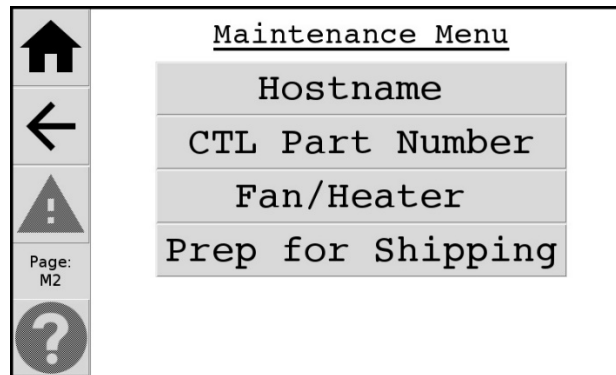 Maintenance Menu
Hostname
CTL Part Number
Fan/Heater
Prep for Shipping
Page:
M2